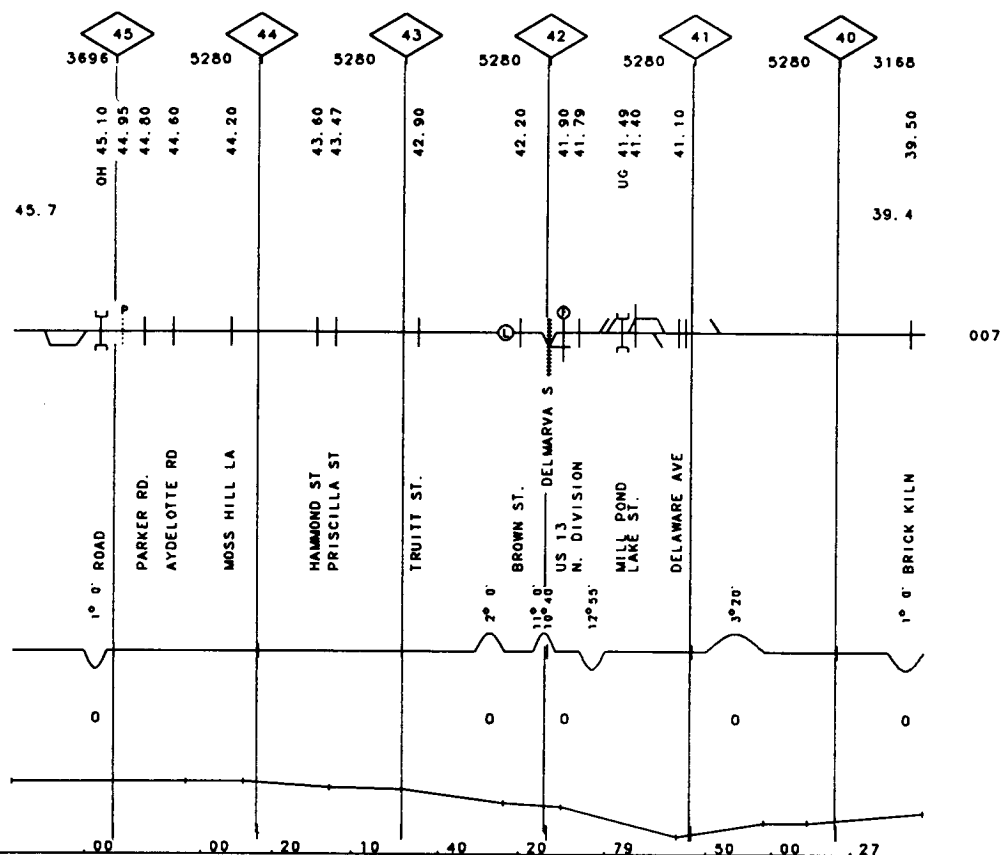 45 44 43 42 41 40
3696 5280 5280 5280 5280 5280 3168
OH 45.10
44.95
44.80
44.60
44.20
43.60
43.47
42.90
42.20
41.90
41.79
UG 41.49
41.40
41.10
39.50
45.7
39.4
P
L
007
ROAD
PARKER RD.
AYDELOTTE RD
MOSS HILL LA
HAMMOND ST
PRISCILLA ST
TRUITT ST.
BROWN ST.
DELMARVA S
US 13
N. DIVISION
MILL POND
LAKE ST.
DELAWARE AVE
BRICK KILN
1° 0'
2° 0'
11° 0'
10° 40'
12° 55'
3° 20'
1° 0'
0 0 0 0 0
.00 .00 .20 .10 .40 .20 .79 .50 .00 .27